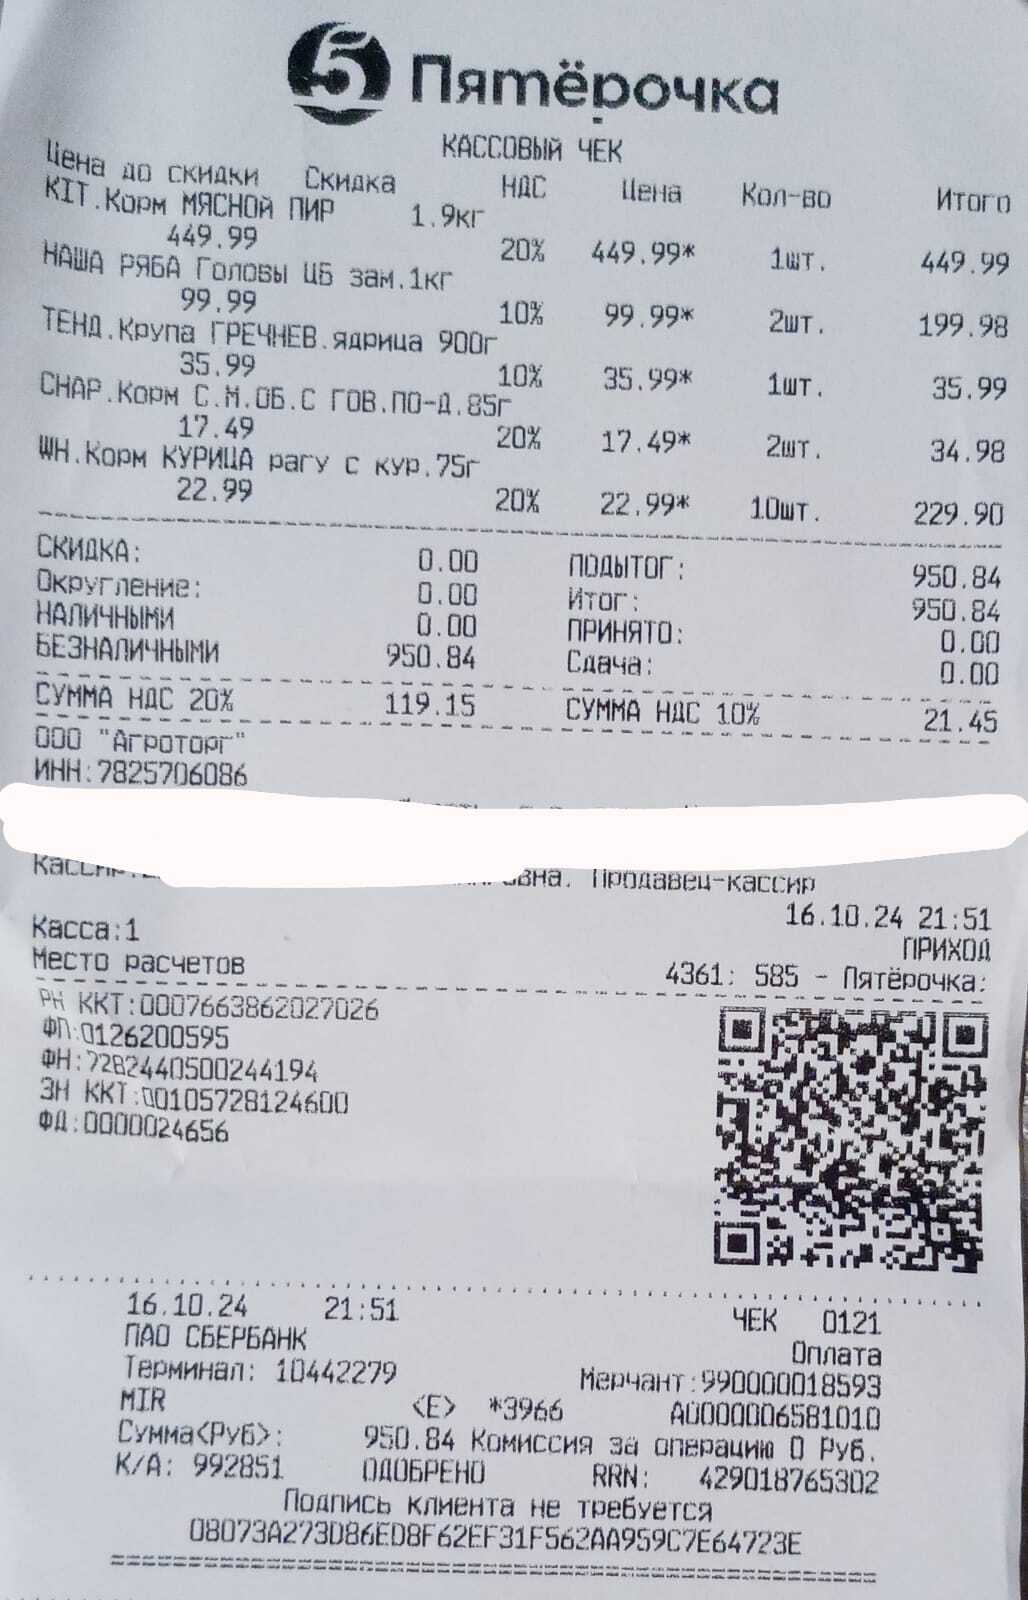 5 Пятёрочка
КАССОВЫЙ ЧЕК
Цена до скидки Скидка НДС Цена Кол-во Итого
KIT.Корм МЯСНОЙ ПИР 1.9кг
449.99 20% 449.99* 1шт. 449.99
НАША РЯБА Головы ЦБ зам.1кг
99.99 10% 99.99* 2шт. 199.98
ТЕНД.Крупа ГРЕЧНЕВ.ядрица 900г
35.99 10% 35.99* 1шт. 35.99
СНАР.Корм С.М.ОБ.С ГОВ.ПО-Д.85г
17.49 20% 17.49* 2шт. 34.98
WH.Корм КУРИЦА рагу с кур.75г
22.99 20% 22.99* 10шт. 229.90
СКИДКА: 0.00 ПОДЫТОГ: 950.84
Округление: 0.00 Итог: 950.84
НАЛИЧНЫМИ 0.00 ПРИНЯТО: 0.00
БЕЗНАЛИЧНЫМИ 950.84 Сдача: 0.00
СУММА НДС 20% 119.15 СУММА НДС 10% 21.45
ООО "Агроторг"
ИНН:7825706086
Продавец-кассир
16.10.24 21:51
Касса:1 ПРИХОД
Место расчетов 4361: 585 - Пятёрочка:
РН ККТ:0007663862027026
ФП:0126200595
ФН:7282440500244194
ЗН ККТ:00105728124600
ФД:0000024656
16.10.24 21:51 ЧЕК 0121
ПАО СБЕРБАНК Оплата
Терминал: 10442279 Мерчант:990000018593
MIR <E> *3966 A0000006581010
Сумма<Руб>: 950.84 Комиссия за операцию 0 Руб.
К/А: 992851 ОДОБРЕНО RRN: 429018765302
Подпись клиента не требуется
08073A273D86ED8F62EF31F562AA959C7E64723E